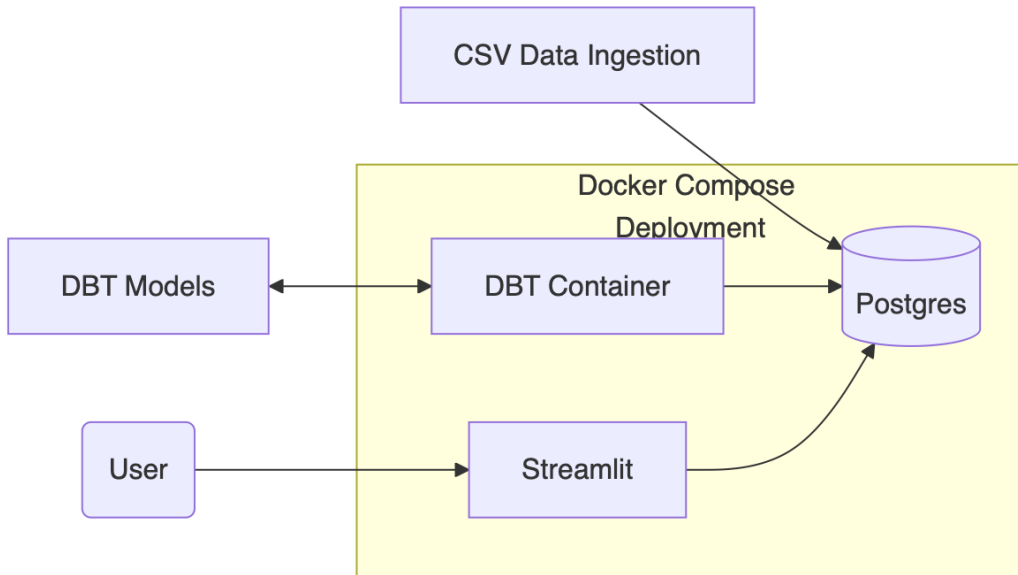 CSV Data Ingestion
Docker Compose
Deployment
DBT Models
DBT Container
Postgres
User
Streamlit